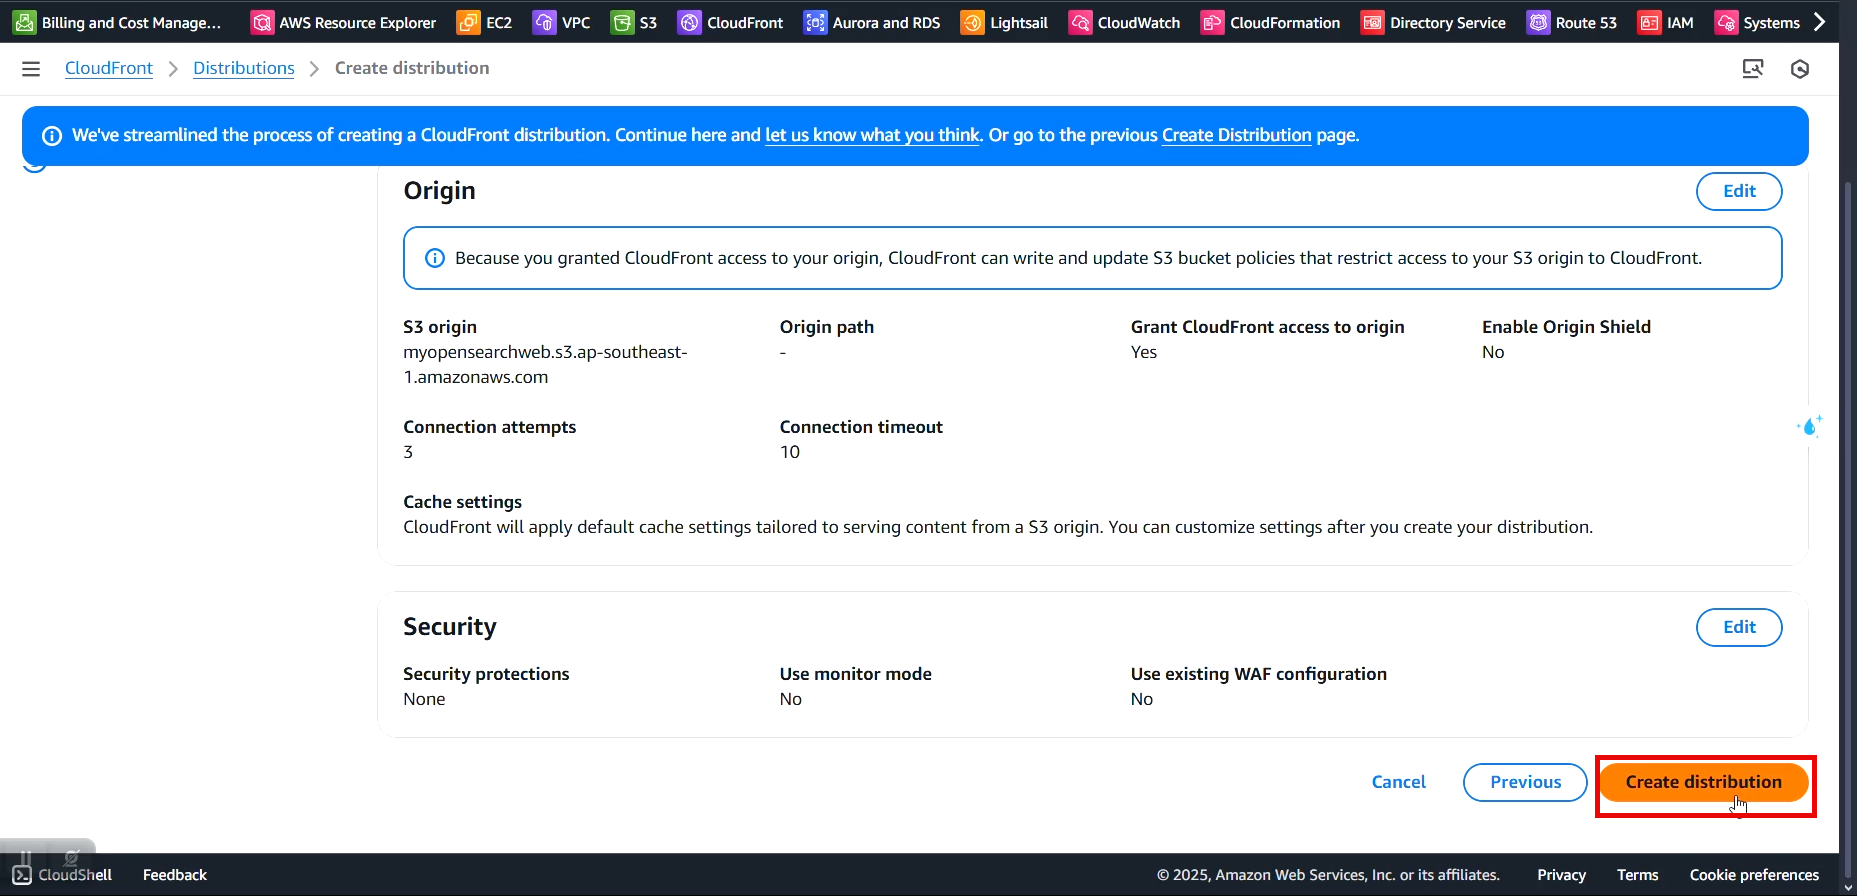 Billing and Cost Manage... AWS Resource Explorer EC2 VPC S3 CloudFront Aurora and RDS Lightsail CloudWatch CloudFormation Directory Service Route 53 IAM Systems
CloudFront Distributions Create distribution
We've streamlined the process of creating a CloudFront distribution. Continue here and let us know what you think. Or go to the previous Create Distribution page.
Origin Edit
Because you granted CloudFront access to your origin, CloudFront can write and update S3 bucket policies that restrict access to your S3 origin to CloudFront.
S3 origin
myopensearchweb.s3.ap-southeast-
1.amazonaws.com
Origin path
-
Grant CloudFront access to origin
Yes
Enable Origin Shield
No
Connection attempts
3
Connection timeout
10
Cache settings
CloudFront will apply default cache settings tailored to serving content from a S3 origin. You can customize settings after you create your distribution.
Security Edit
Security protections
None
Use monitor mode
No
Use existing WAF configuration
No
Cancel Previous Create distribution
CloudShell Feedback © 2025, Amazon Web Services, Inc. or its affiliates. Privacy Terms Cookie preferences